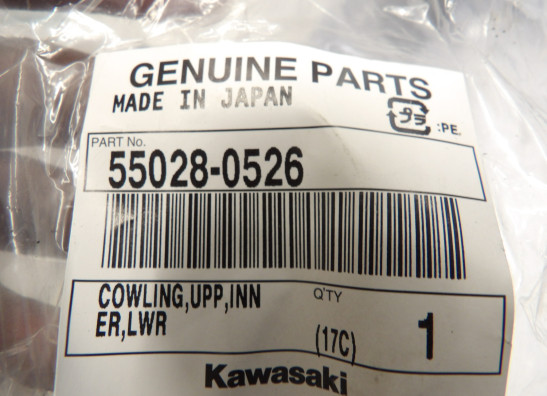 GENUINE PARTS
MADE IN JAPAN
プラ :PE
PART No.
55028-0526
COWLING,UPP,INN
ER,LWR
Q'TY
(17C)
1
Kawasaki